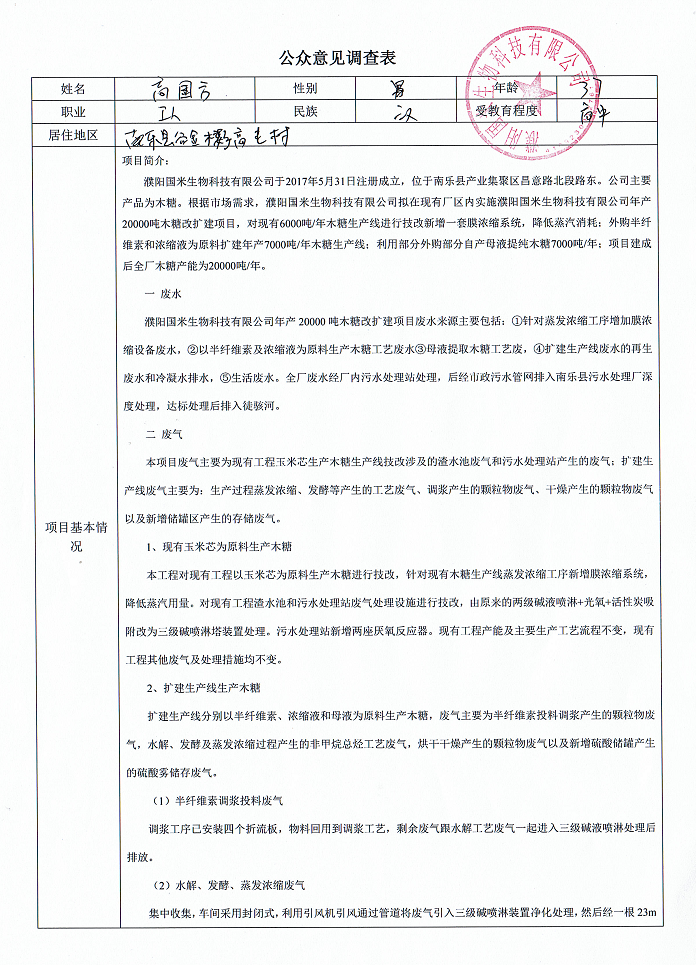 公众意见调查表
姓名 高国方 性别 男 年龄 37
职业 工人 民族 汉 受教育程度 高中
居住地区 南乐县谷金楼乡高屯村
项目基本情况
项目简介：
濮阳国米生物科技有限公司于2017年5月31日注册成立，位于南乐县产业集聚区昌意路北段路东。公司主要
产品为木糖。根据市场需求，濮阳国米生物科技有限公司拟在现有厂区内实施濮阳国米生物科技有限公司年产
20000吨木糖改扩建项目，对现有6000吨/年木糖生产线进行技改新增一套膜浓缩系统，降低蒸汽消耗；外购半纤
维素和浓缩液为原料扩建年产7000吨/年木糖生产线；利用部分外购部分自产母液提纯木糖7000吨/年；项目建成
后全厂木糖产能为20000吨/年。
一 废水
濮阳国米生物科技有限公司年产 20000 吨木糖改扩建项目废水来源主要包括：①针对蒸发浓缩工序增加膜浓
缩设备废水，②以半纤维素及浓缩液为原料生产木糖工艺废水③母液提取木糖工艺废，④扩建生产线废水的再生
废水和冷凝水排水，⑤生活废水。全厂废水经厂内污水处理站处理，后经市政污水管网排入南乐县污水处理厂深
度处理，达标处理后排入徒骇河。
二 废气
本项目废气主要为现有工程玉米芯生产木糖生产线技改涉及的渣水池废气和污水处理站产生的废气；扩建生
产线废气主要为：生产过程蒸发浓缩、发酵等产生的工艺废气、调浆产生的颗粒物废气、干燥产生的颗粒物废气
以及新增储罐区产生的存储废气。
1、现有玉米芯为原料生产木糖
本工程对现有工程以玉米芯为原料生产木糖进行技改，针对现有木糖生产线蒸发浓缩工序新增膜浓缩系统，
降低蒸汽用量。对现有工程渣水池和污水处理站废气处理设施进行技改，由原来的两级碱液喷淋+光氧+活性炭吸
附改为三级碱喷淋塔装置处理。污水处理站新增两座厌氧反应器。现有工程产能及主要生产工艺流程不变，现有
工程其他废气及处理措施均不变。
2、扩建生产线生产木糖
扩建生产线分别以半纤维素、浓缩液和母液为原料生产木糖，废气主要为半纤维素投料调浆产生的颗粒物废
气，水解、发酵及蒸发浓缩过程产生的非甲烷总烃工艺废气，烘干干燥产生的颗粒物废气以及新增硫酸储罐产生
的硫酸雾储存废气。
（1）半纤维素调浆投料废气
调浆工序已安装四个折流板，物料回用到调浆工艺，剩余废气跟水解工艺废气一起进入三级碱液喷淋处理后
排放。
（2）水解、发酵、蒸发浓缩废气
集中收集，车间采用封闭式，利用引风机引风通过管道将废气引入三级碱喷淋装置净化处理，然后经一根 23m